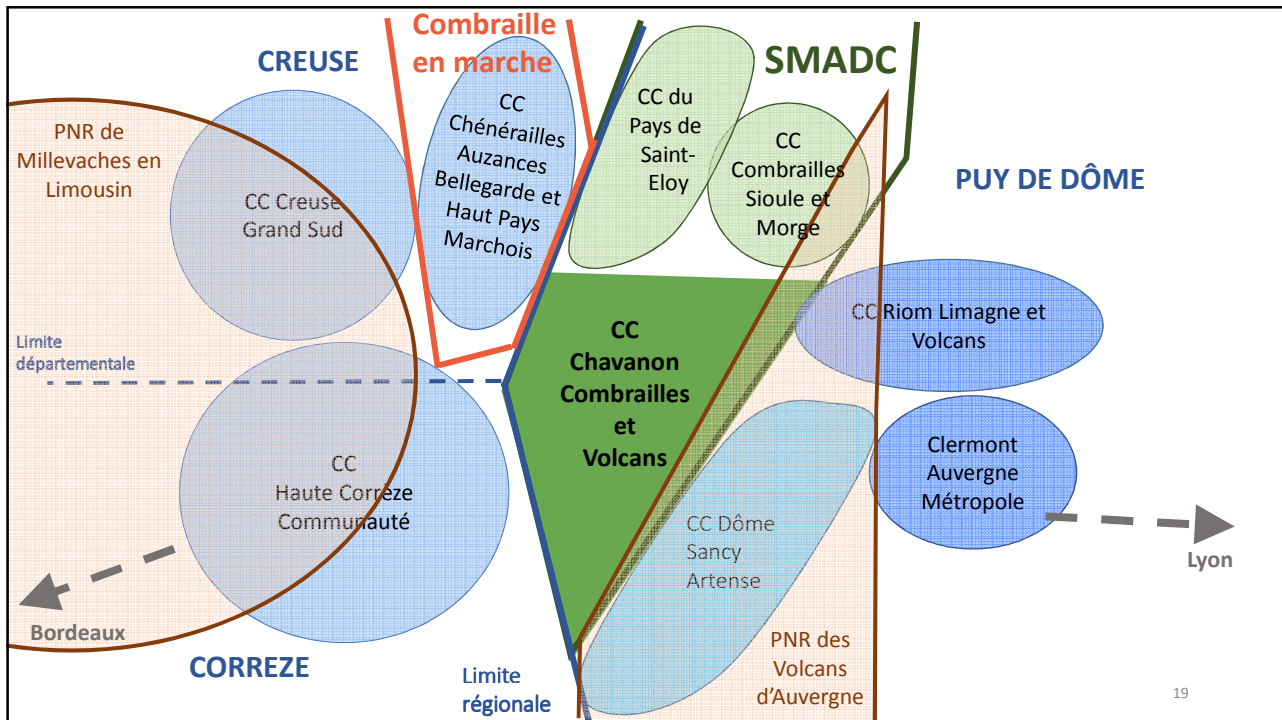 Combraille
en marche
CREUSE
SMADC
CC
Chénérailles
Auzances
Bellegarde et
Haut Pays
Marchois
CC du
Pays de
Saint-
Eloy
CC
Combrailles
Sioule et
Morge
PUY DE DÔME
PNR de
Millevaches en
Limousin
CC Creuse
Grand Sud
Limite
départementale
CC
Chavanon
Combrailles
et
Volcans
CC Riom Limagne et
Volcans
Clermont
Auvergne
Métropole
CC
Haute Corrèze
Communauté
CC Dôme
Sancy
Artense
Lyon
Bordeaux
CORREZE
Limite
régionale
PNR des
Volcans
d'Auvergne
19